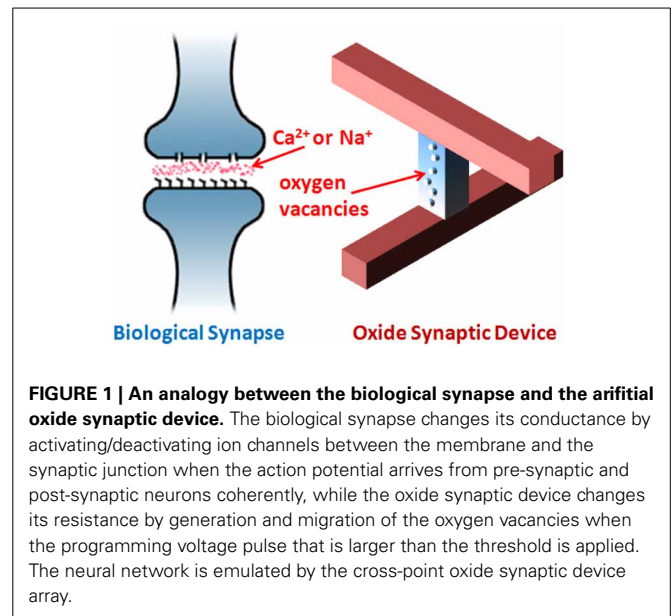 Ca²⁺ or Na⁺
oxygen
vacancies
Biological Synapse
Oxide Synaptic Device
FIGURE 1 | An analogy between the biological synapse and the arifitial
oxide synaptic device. The biological synapse changes its conductance by
activating/deactivating ion channels between the membrane and the
synaptic junction when the action potential arrives from pre-synaptic and
post-synaptic neurons coherently, while the oxide synaptic device changes
its resistance by generation and migration of the oxygen vacancies when
the programming voltage pulse that is larger than the threshold is applied.
The neural network is emulated by the cross-point oxide synaptic device
array.